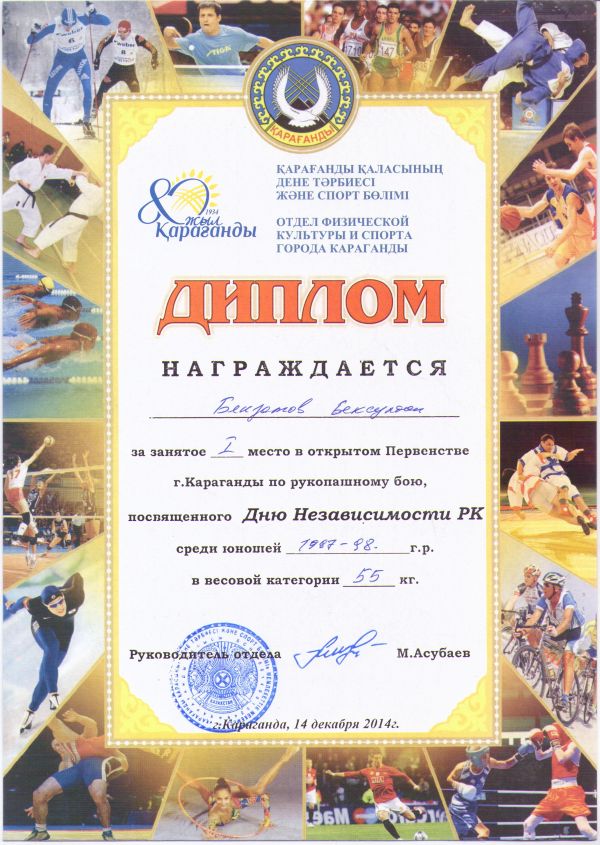 ҚАРАҒАНДЫ
ҚАРАҒАНДЫ ҚАЛАСЫНЫҢ
ДЕНЕ ТӘРБИЕСІ
ЖӘНЕ СПОРТ БӨЛІМІ
80 1934
жыл
Қарағанды
ОТДЕЛ ФИЗИЧЕСКОЙ
КУЛЬТУРЫ И СПОРТА
ГОРОДА КАРАГАНДЫ
ДИПЛОМ
НАГРАЖДАЕТСЯ
Бексултан
за занятое I место в открытом Первенстве
г.Караганды по рукопашному бою,
посвященного Дню Независимости РК
среди юношей 1997-98. г.р.
в весовой категории 55 кг.
Руководитель отдела М.Асубаев
г.Караганда, 14 декабря 2014г.